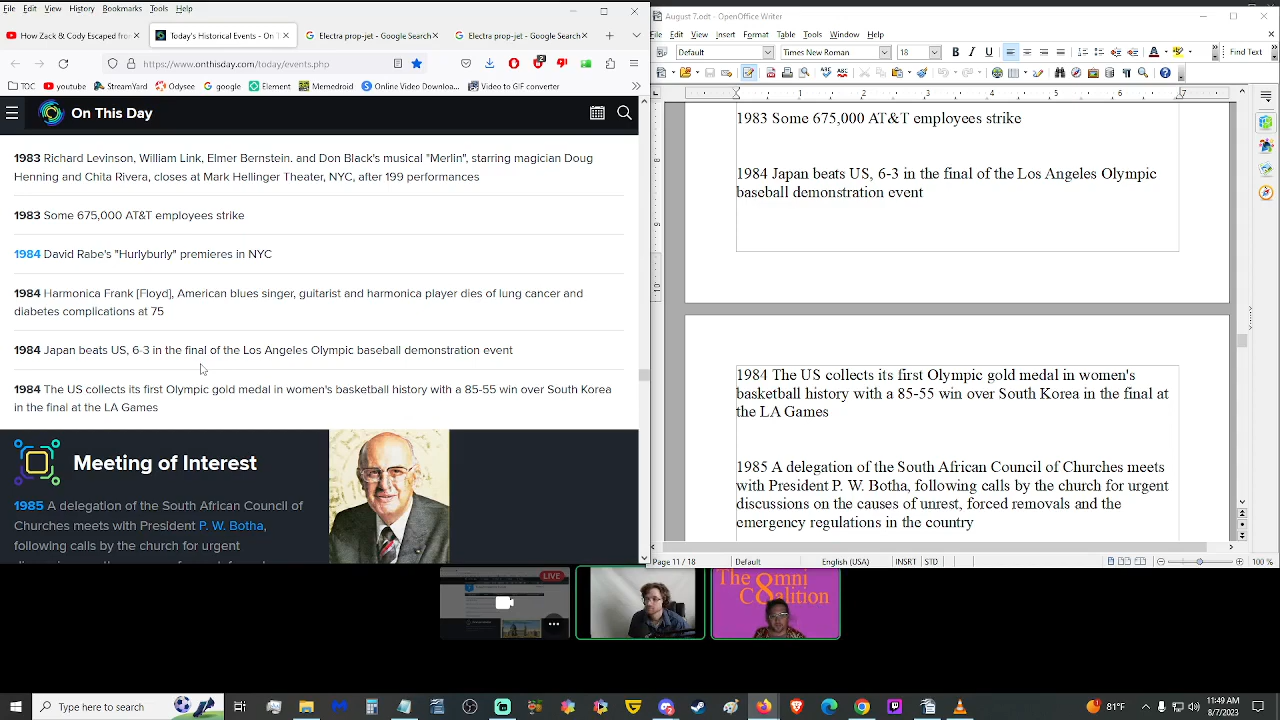 File Edit View History Bookmarks Tools Help
How Zack & Cody Escaped fro
Today's Historical Events - On T
Electra prop-jet - Google Search
Electra prop-jet - Google Search
https://www.onthisday.com/today/events.php
TOC youtube StreamYard Odysee google Element Memedroid Online Video Downloa... Video to GIF converter
On This Day
1983 Richard Levinson, William Link, Elmer Bernstein, and Don Black's musical "Merlin", starring magician Doug
Henning and Chita Rivera, closes at Mark Hellinger Theater, NYC, after 199 performances
1983 Some 675,000 AT&T employees strike
1984 David Rabe's "Hurlyburly" premieres in NYC
1984 Harmonica Frank [Floyd], American blues singer, guitarist and harmonica player dies of lung cancer and
diabetes complications at 75
1984 Japan beats US, 6-3 in the final of the Los Angeles Olympic baseball demonstration event
1984 The US collects its first Olympic gold medal in women's basketball history with a 85-55 win over South Korea
in the final at the LA Games
Meeting of Interest
1985 A delegation of the South African Council of
Churches meets with President P. W. Botha,
following calls by the church for urgent
August 7.odt - OpenOffice Writer
File Edit View Insert Format Table Tools Window Help
Default Times New Roman 18 B I U Find Text
1 2 3 4 5 6 7
1983 Some 675,000 AT&T employees strike
1984 Japan beats US, 6-3 in the final of the Los Angeles Olympic
baseball demonstration event
1984 The US collects its first Olympic gold medal in women's
basketball history with a 85-55 win over South Korea in the final at
the LA Games
1985 A delegation of the South African Council of Churches meets
with President P. W. Botha, following calls by the church for urgent
discussions on the causes of unrest, forced removals and the
emergency regulations in the country
Page 11 / 18 Default English (USA) INSRT STD 100 %
LIVE
The 8mni
Coalition
Type here to search
81°F
11:49 AM
8/7/2023